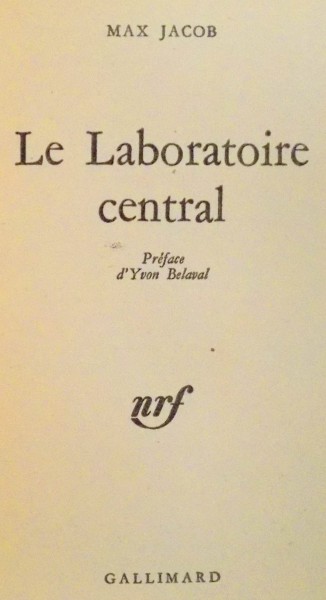 MAX JACOB
Le Laboratoire
central
Préface
d'Yvon Belaval
nrf
GALLIMARD